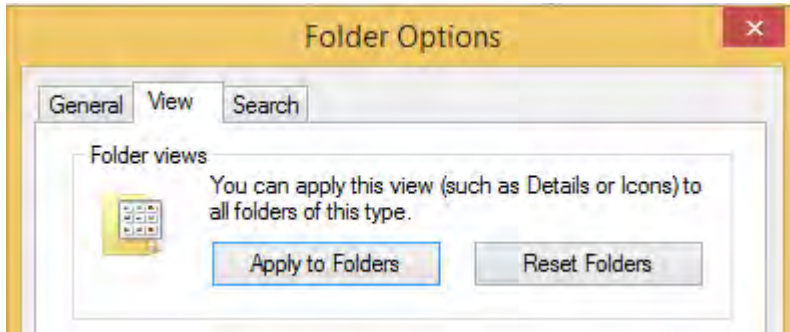 Folder Options
General View Search
Folder views
You can apply this view (such as Details or Icons) to
all folders of this type.
Apply to Folders Reset Folders